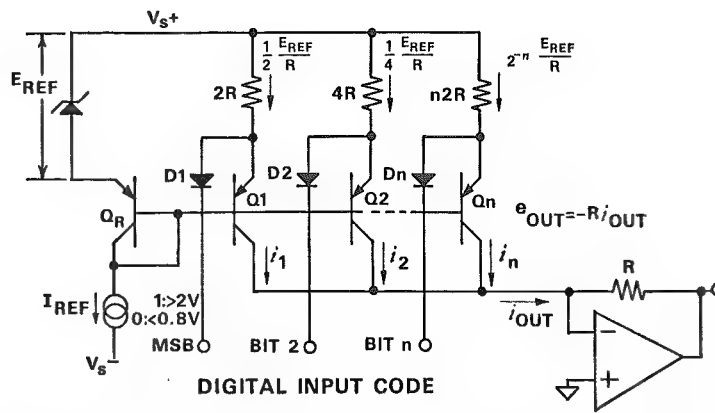 Vs+
1/2 EREF/R
1/4 EREF/R
2⁻ⁿ EREF/R
EREF
2R
4R
n2R
D1
D2
Dn
QR
Q1
Q2
Qn
eOUT=-RiOUT
i1
i2
in
R
IREF
1:>2V
0:<0.8V
iOUT
−
+
Vs−
MSB
BIT 2
BIT n
DIGITAL INPUT CODE